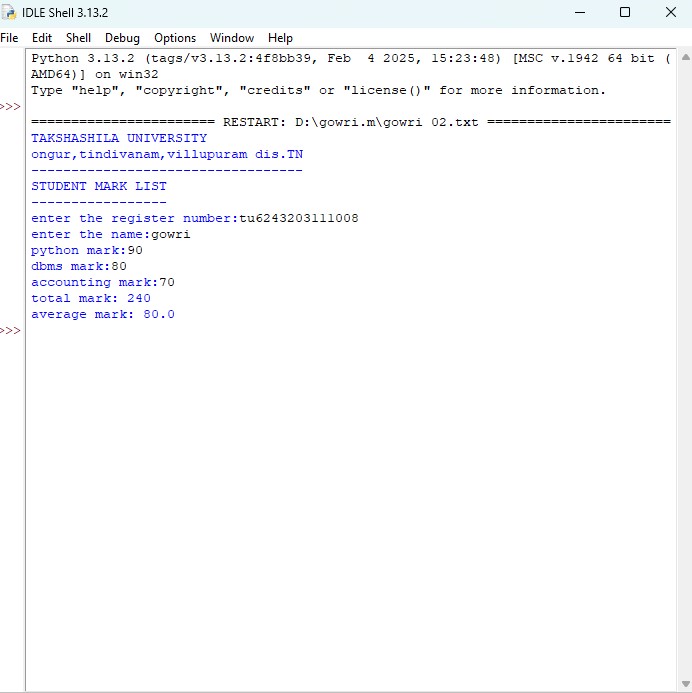 IDLE Shell 3.13.2
File Edit Shell Debug Options Window Help
Python 3.13.2 (tags/v3.13.2:4f8bb39, Feb  4 2025, 15:23:48) [MSC v.1942 64 bit (
AMD64)] on win32
Type "help", "copyright", "credits" or "license()" for more information.
>>>
======================= RESTART: D:\gowri.m\gowri 02.txt =======================
TAKSHASHILA UNIVERSITY
ongur,tindivanam,villupuram dis.TN
----------------------------------
STUDENT MARK LIST
-----------------
enter the register number:tu6243203111008
enter the name:gowri
python mark:90
dbms mark:80
accounting mark:70
total mark: 240
average mark: 80.0
>>>